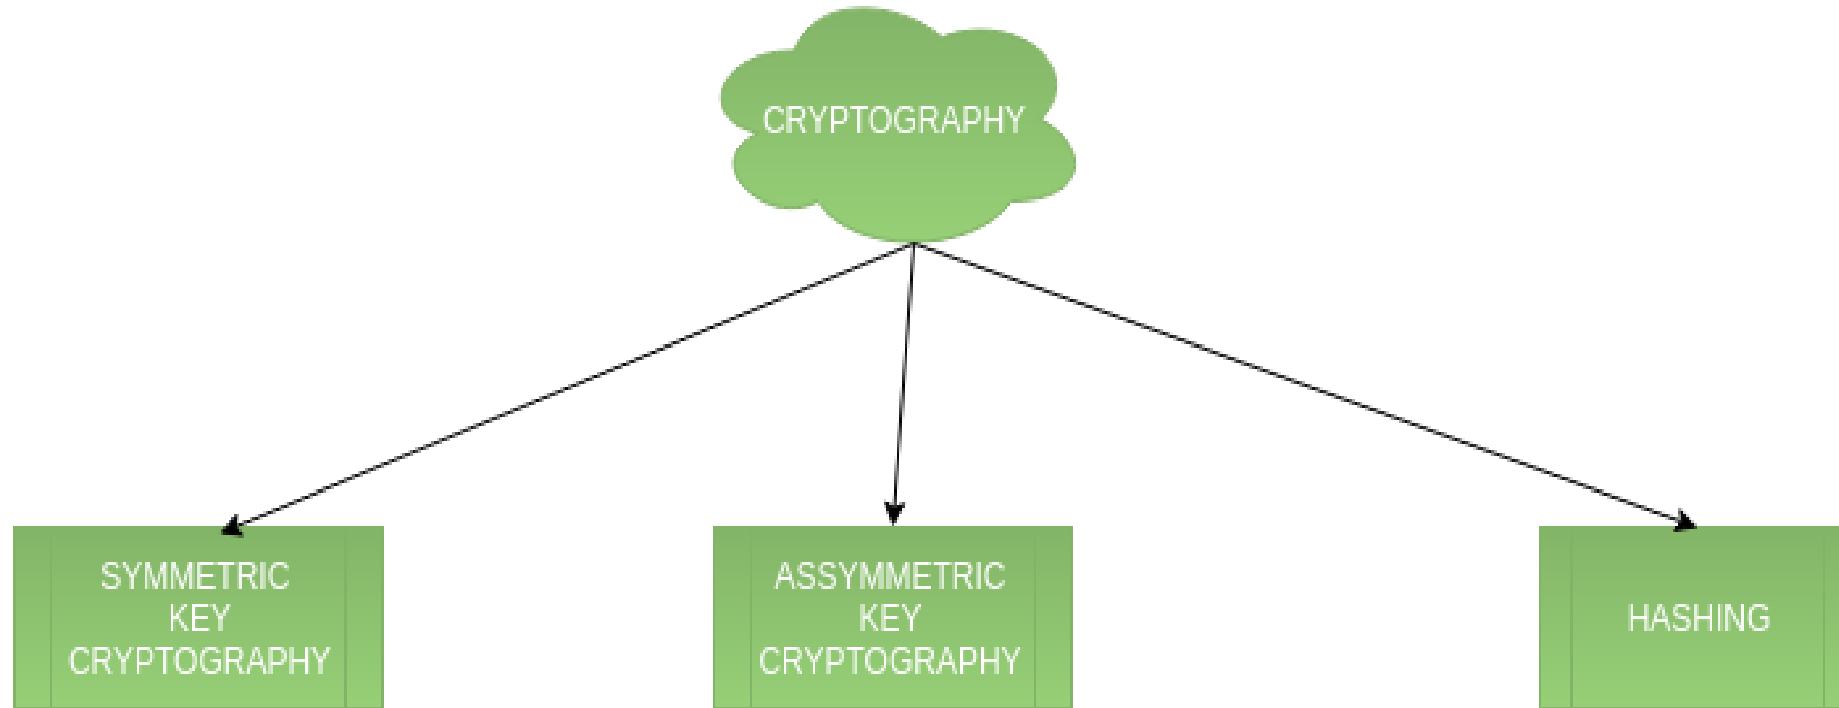 CRYPTOGRAPHY
SYMMETRIC
KEY
CRYPTOGRAPHY
ASSYMMETRIC
KEY
CRYPTOGRAPHY
HASHING